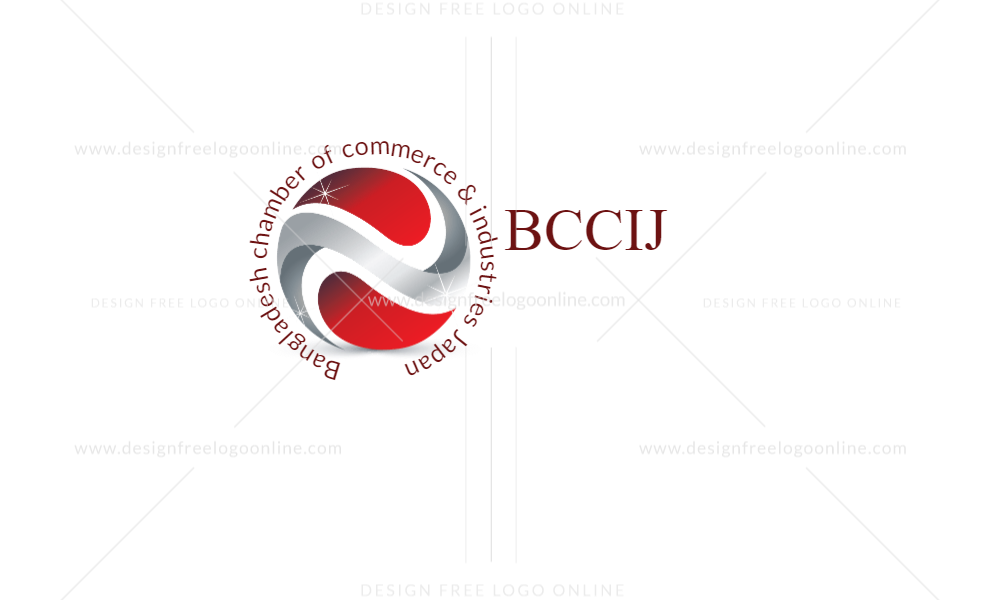 DESIGN FREE LOGO ONLINE
www.designfreelogoonline.com www.designfreelogoonline.com
Bangladesh chamber of commerce & industries Japan
BCCIJ
DESIGN FREE LOGO ONLINE www.designfreelogoonline.com DESIGN FREE LOGO ONLINE
www.designfreelogoonline.com www.designfreelogoonline.com
DESIGN FREE LOGO ONLINE